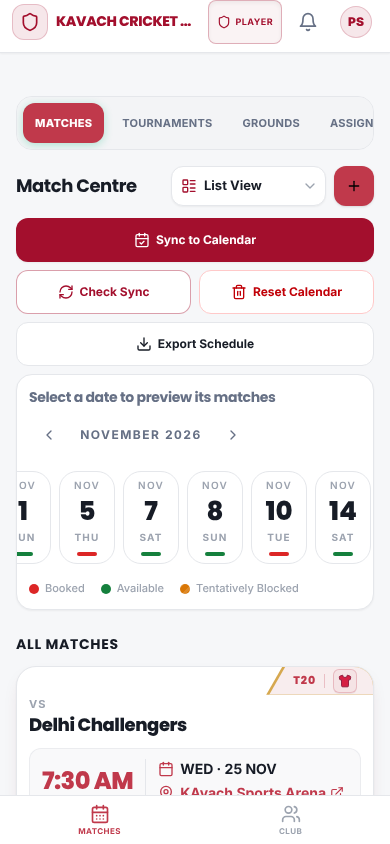 KAVACH CRICKET ...
PLAYER
PS
MATCHES TOURNAMENTS GROUNDS ASSIGN
Match Centre
List View
Sync to Calendar
Check Sync
Reset Calendar
Export Schedule
Select a date to preview its matches
NOVEMBER 2026
OV NOV NOV NOV NOV NOV
1 5 7 8 10 14
UN THU SAT SUN TUE SAT
Booked Available Tentatively Blocked
ALL MATCHES
T20
VS
Delhi Challengers
7:30 AM
WED · 25 NOV
KAvach Sports Arena
MATCHES CLUB